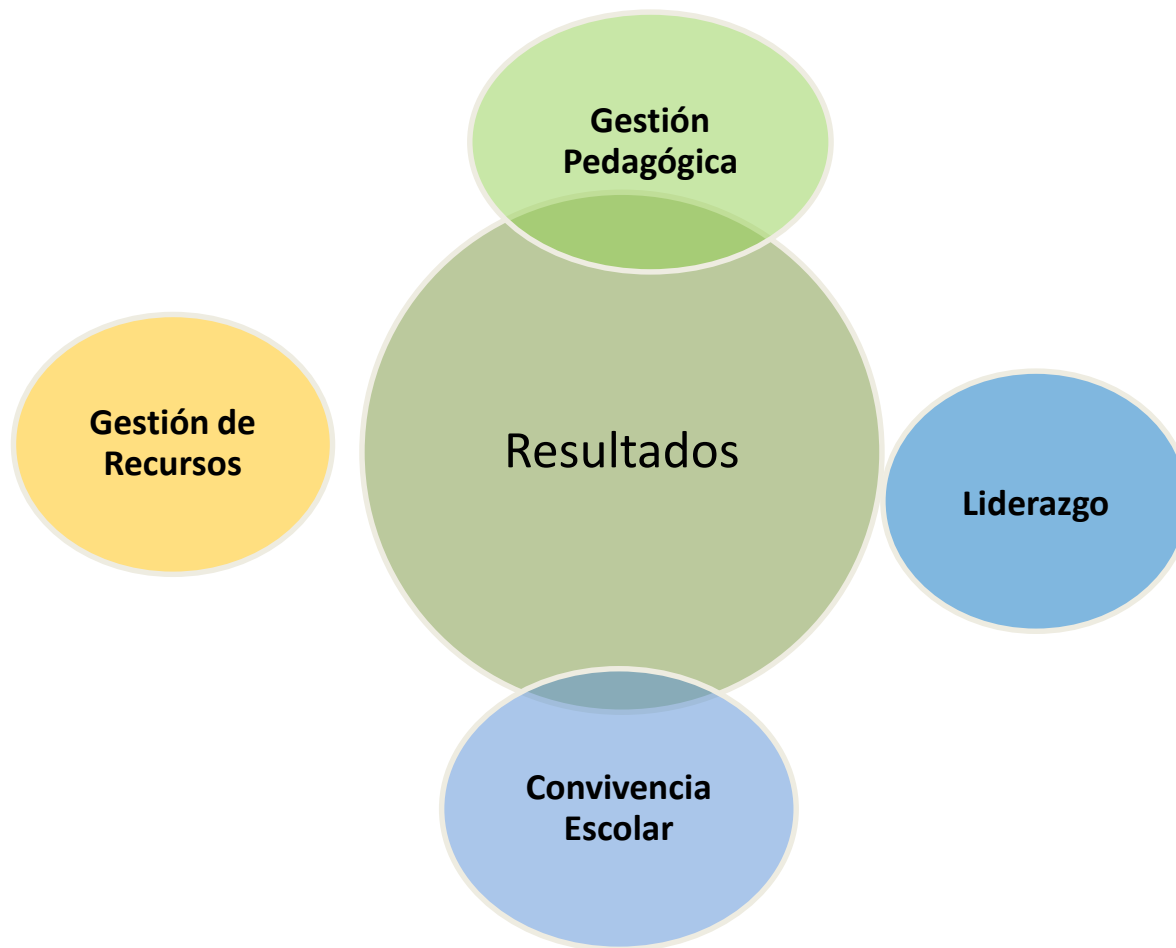 Gestión
Pedagógica
Gestión de
Recursos
Resultados
Liderazgo
Convivencia
Escolar